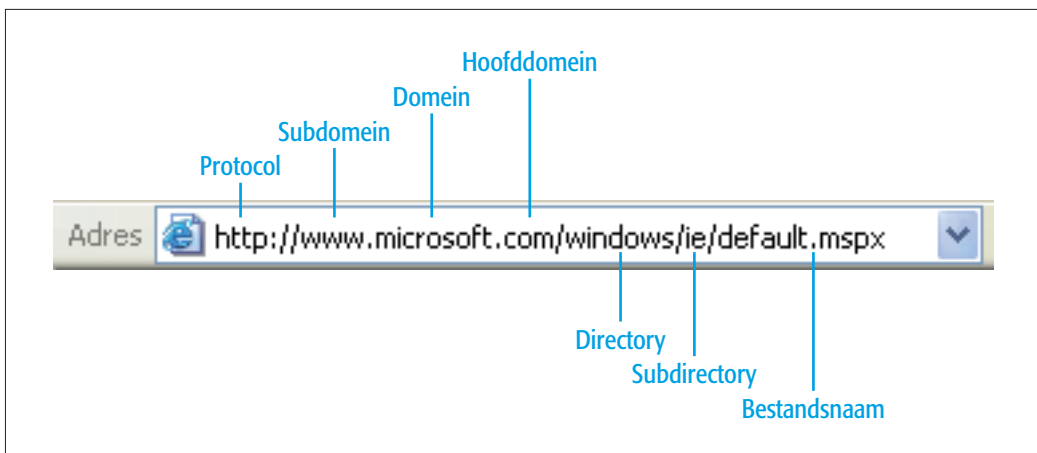 Hoofddomein
Domein
Subdomein
Protocol
Adres http://www.microsoft.com/windows/ie/default.mspx
Directory
Subdirectory
Bestandsnaam